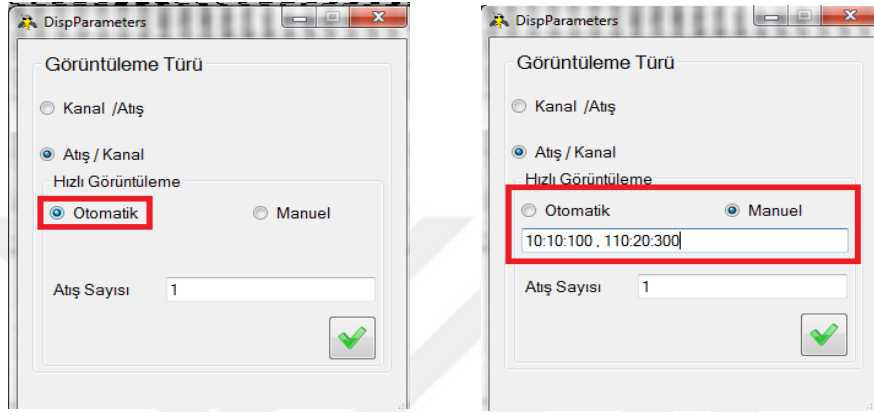 DispParameters
Görüntüleme Türü
Kanal /Atış
Atış / Kanal
Hızlı Görüntüleme
Otomatik Manuel
Atış Sayısı 1
DispParameters
Görüntüleme Türü
Kanal /Atış
Atış / Kanal
Hızlı Görüntüleme
Otomatik Manuel
10:10:100 , 110:20:300
Atış Sayısı 1